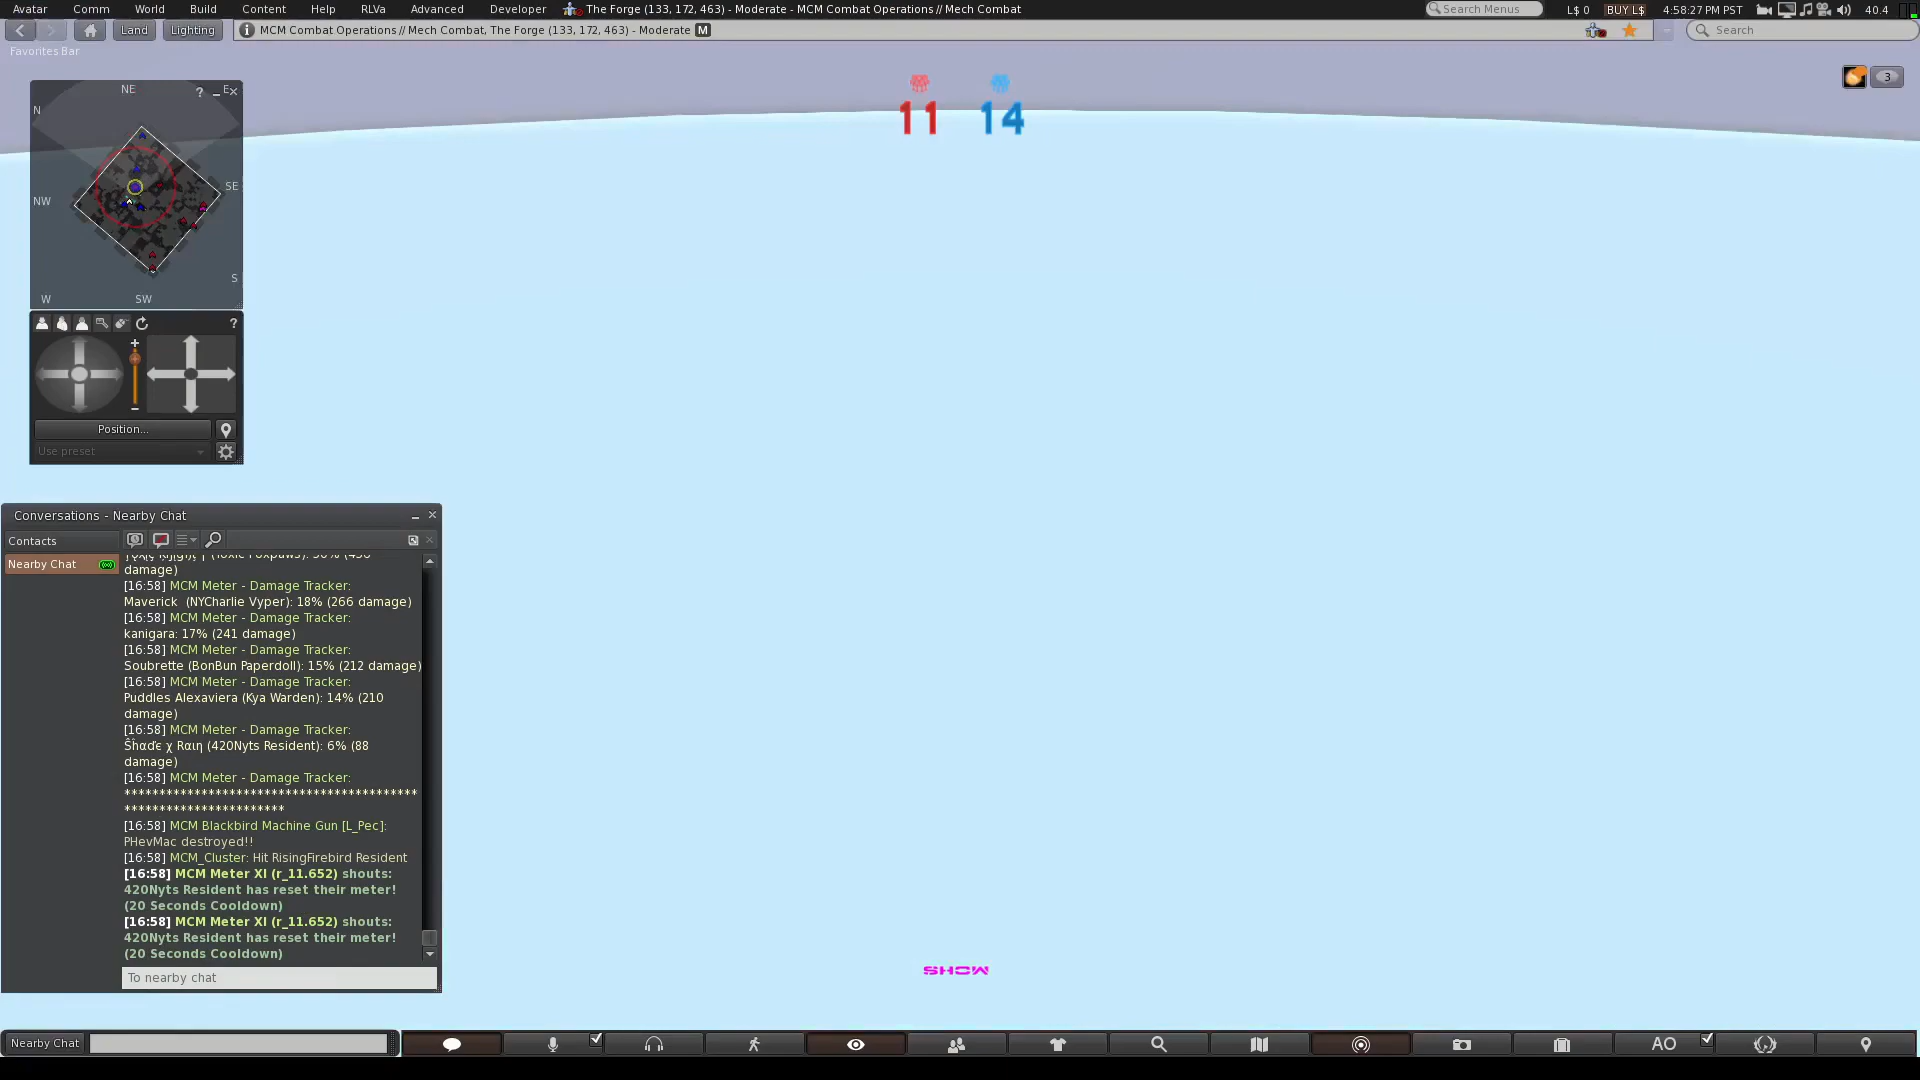 Avatar Comm World Build Content Help RLVa Advanced Developer The Forge (133, 172, 463) - Moderate - MCM Combat Operations // Mech Combat Search Menus L$ 0 BUY L$ 4:58:27 PM PST 40.4
Land Lighting MCM Combat Operations // Mech Combat, The Forge (133, 172, 463) - Moderate M Search
Favorites Bar
3
NE E
N
NW SE
S
W SW
11 14
Position...
Use preset
Conversations - Nearby Chat
Contacts
Nearby Chat
damage)
[16:58] MCM Meter - Damage Tracker:
Maverick (NYCharlie Vyper): 18% (266 damage)
[16:58] MCM Meter - Damage Tracker:
kanigara: 17% (241 damage)
[16:58] MCM Meter - Damage Tracker:
Soubrette (BonBun Paperdoll): 15% (212 damage)
[16:58] MCM Meter - Damage Tracker:
Puddles Alexaviera (Kya Warden): 14% (210
damage)
[16:58] MCM Meter - Damage Tracker:
(420Nyts Resident): 6% (88
damage)
[16:58] MCM Meter - Damage Tracker:
******************************************
***********************
[16:58] MCM Blackbird Machine Gun [L_Pec]:
PHevMac destroyed!!
[16:58] MCM_Cluster: Hit RisingFirebird Resident
[16:58] MCM Meter XI (r_11.652) shouts:
420Nyts Resident has reset their meter!
(20 Seconds Cooldown)
[16:58] MCM Meter XI (r_11.652) shouts:
420Nyts Resident has reset their meter!
(20 Seconds Cooldown)
To nearby chat
SHOW
Nearby Chat
AO